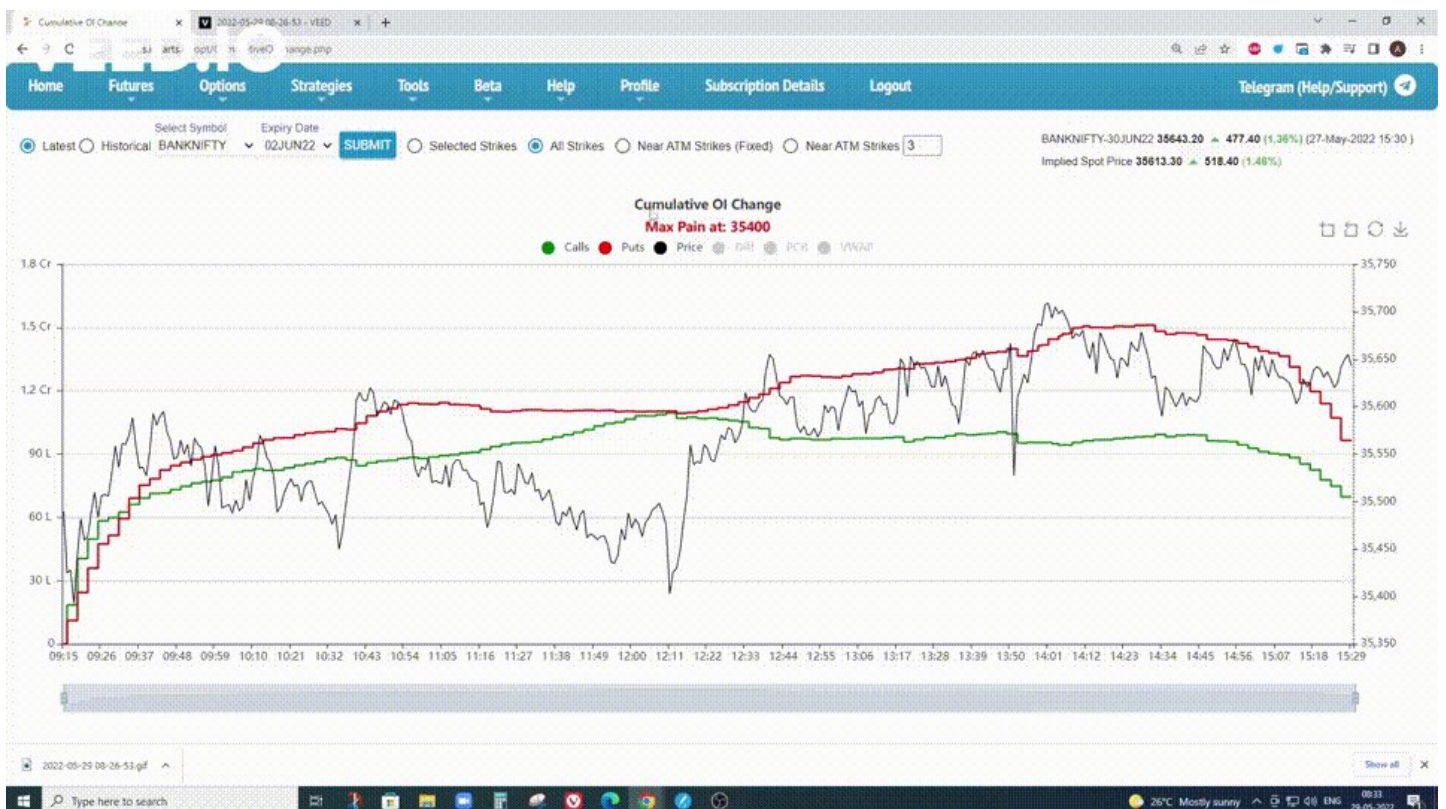 Cumulative OI Change
2022-05-29 08-26-53 - VEED
VEED.IO
Home Futures Options Strategies Tools Beta Help Profile Subscription Details Logout Telegram (Help/Support)
Select Symbol Expiry Date
Latest Historical BANKNIFTY 02JUN22 SUBMIT Selected Strikes All Strikes Near ATM Strikes (Fixed) Near ATM Strikes 3
BANKNIFTY-30JUN22 35643.20 ▲ 477.40 (1.36%) (27-May-2022 15:30 )
Implied Spot Price 35613.30 ▲ 518.40 (1.48%)
Cumulative OI Change
Max Pain at: 35400
Calls Puts Price PCR VWAP
1.8 Cr 35,750
35,700
1.5 Cr
35,650
1.2 Cr
35,600
90 L 35,550
35,500
60 L
35,450
30 L
35,400
0 35,350
09:15 09:26 09:37 09:48 09:59 10:10 10:21 10:32 10:43 10:54 11:05 11:16 11:27 11:38 11:49 12:00 12:11 12:22 12:33 12:44 12:55 13:06 13:17 13:28 13:39 13:50 14:01 14:12 14:23 14:34 14:45 14:56 15:07 15:18 15:29
2022-05-29 08-26-53.gif Show all
Type here to search 26°C Mostly sunny ENG 08:33
29-05-2022